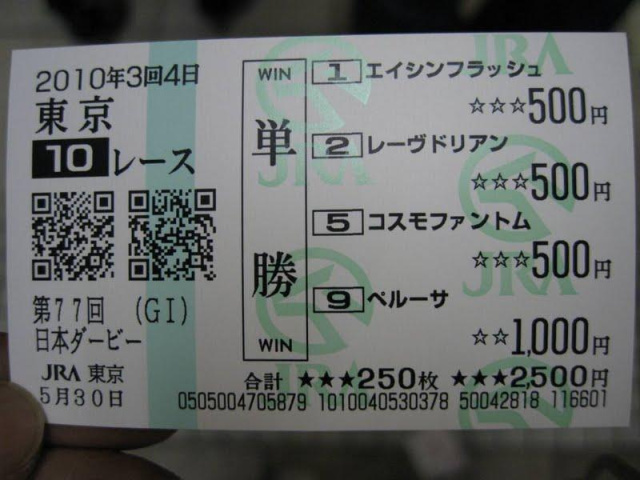 2010年3回4日
東京
10レース
第77回 (GI)
日本ダービー
JRA 東京
5月30日
WIN
単勝
WIN
1 エイシンフラッシュ
☆☆☆500円
2 レーヴドリアン
☆☆☆500円
5 コスモファントム
☆☆☆500円
9 ペルーサ
☆☆1,000円
合計 ★★★250枚 ★★★2,500円
0505004705879 1010040530378 50042818 116601
JRA
JRA
JRA
JRA